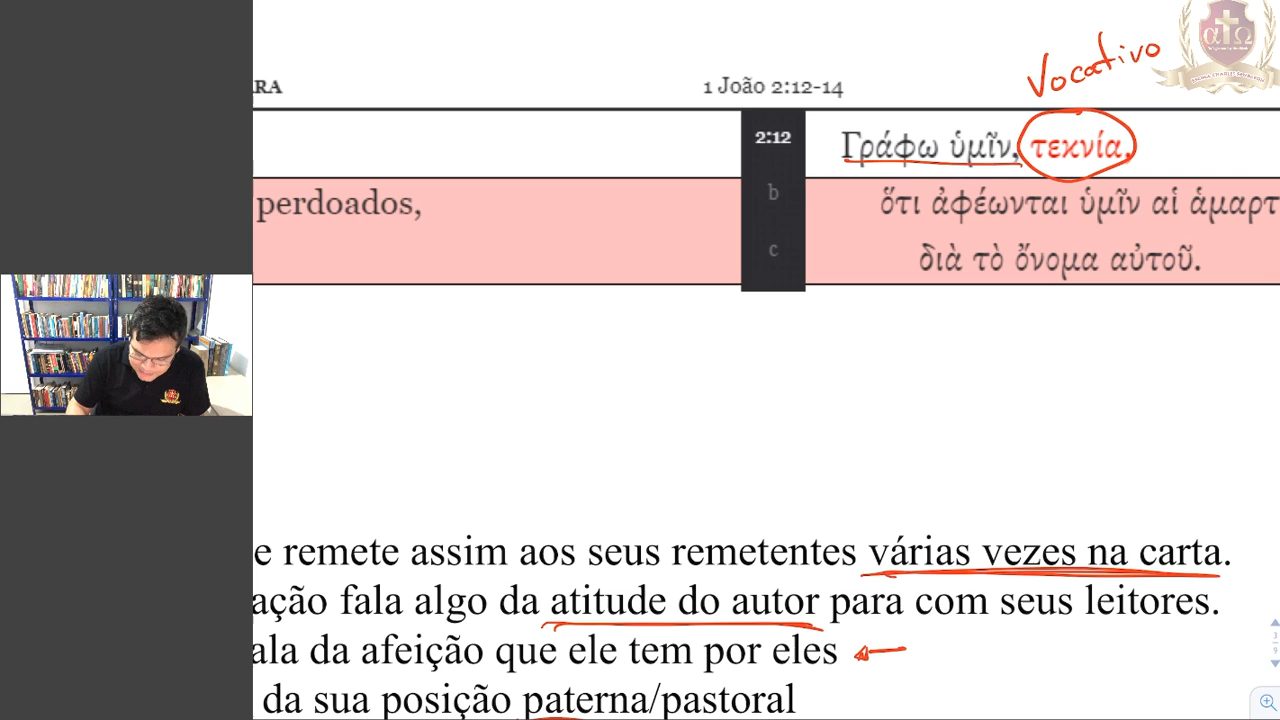 Vocativo
ARA 1 João 2:12-14
2:12 Γράφω ὑμῖν, τεκνία,
perdoados, b ὅτι ἀφέωνται ὑμῖν αἱ ἁμαρτ
c διὰ τὸ ὄνομα αὐτοῦ.
e remete assim aos seus remetentes várias vezes na carta.
ação fala algo da atitude do autor para com seus leitores.
ala da afeição que ele tem por eles
da sua posição paterna/pastoral